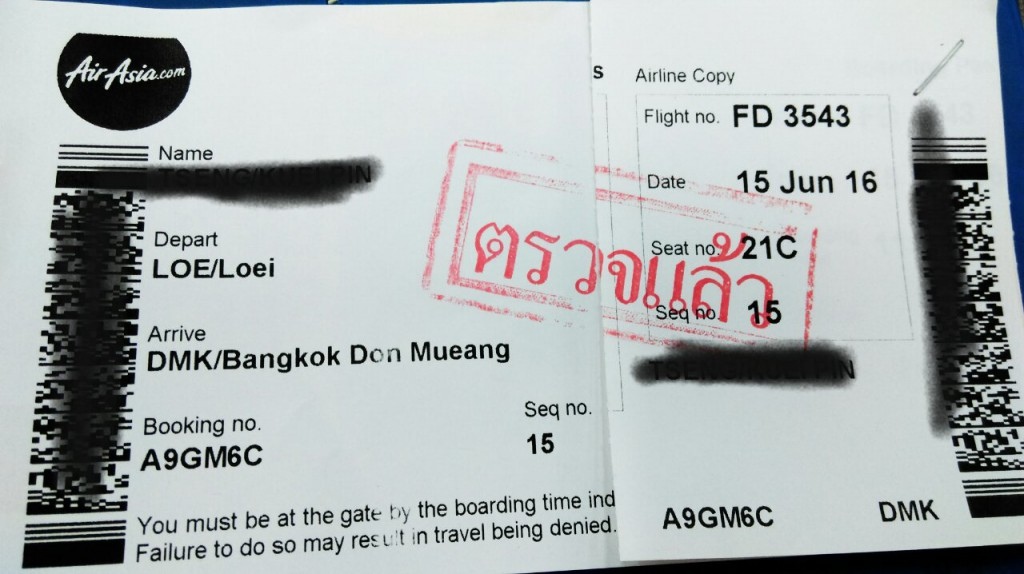 AirAsia.com
Name
Depart
LOE/Loei
Arrive
DMK/Bangkok Don Mueang
Booking no.
A9GM6C
Seq no.
15
You must be at the gate by the boarding time ind
Failure to do so may result in travel being denied.
ตรวจแล้ว
Airline Copy
Flight no. FD 3543
Date 15 Jun 16
Seat no. 21C
Seq no. 15
A9GM6C DMK